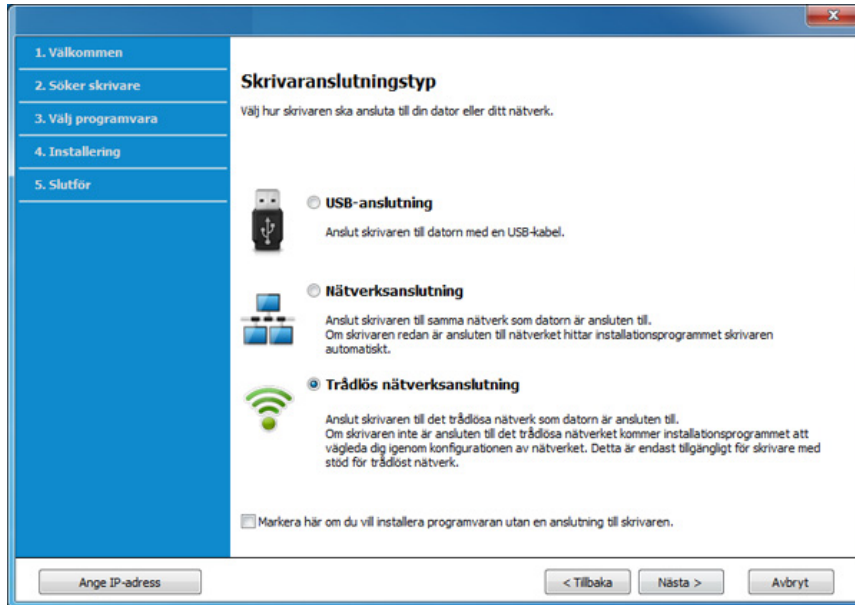 x
1. Välkommen
2. Söker skrivare
3. Välj programvara
4. Installering
5. Slutför
Skrivaranslutningstyp
Välj hur skrivaren ska ansluta till din dator eller ditt nätverk.
USB-anslutning
Anslut skrivaren till datorn med en USB-kabel.
Nätverksanslutning
Anslut skrivaren till samma nätverk som datorn är ansluten till.
Om skrivaren redan är ansluten till nätverket hittar installationsprogrammet skrivaren
automatiskt.
Trådlös nätverksanslutning
Anslut skrivaren till det trådlösa nätverk som datorn är ansluten till.
Om skrivaren inte är ansluten till det trådlösa nätverket kommer installationsprogrammet att
vägleda dig igenom konfigurationen av nätverket. Detta är endast tillgängligt för skrivare med
stöd för trådlöst nätverk.
Markera här om du vill installera programvaran utan en anslutning till skrivaren.
Ange IP-adress
< Tillbaka
Nästa >
Avbryt